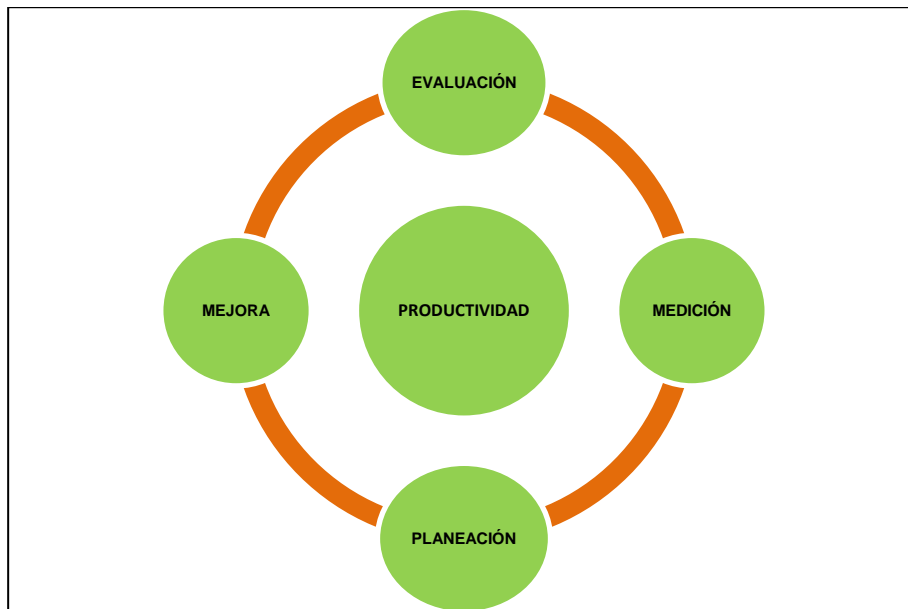 EVALUACIÓN
MEJORA
PRODUCTIVIDAD
MEDICIÓN
PLANEACIÓN